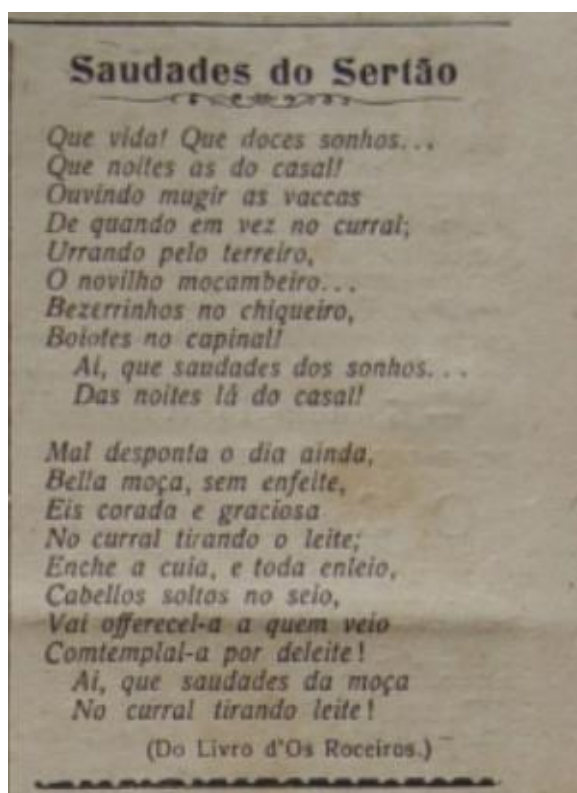 Saudades do Sertão
Que vida! Que doces sonhos...
Que noites as do casal!
Ouvindo mugir as vaccas
De quando em vez no curral;
Urrando pelo terreiro,
O novilho moçambeiro...
Bezerrinhos no chiqueiro,
Boiotes no capinal!
Ai, que saudades dos sonhos...
Das noites lá do casal!
Mal desponta o dia ainda,
Bella moça, sem enfeite,
Eis corada e graciosa
No curral tirando o leite;
Enche a cuia, e toda enleio,
Cabellos soltos no seio,
Vai offerecel-a a quem veio
Comtemplal-a por deleite!
Ai, que saudades da moça
No curral tirando leite!
(Do Livro d'Os Roceiros.)